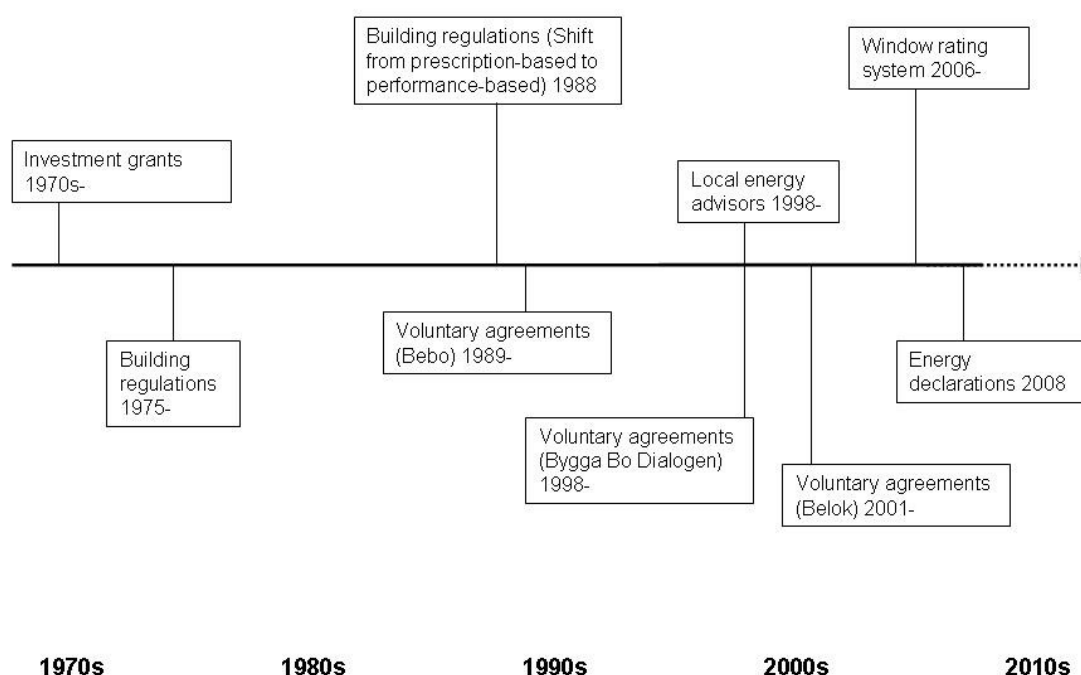 Building regulations (Shift
from prescription-based to
performance-based) 1988
Window rating
system 2006-
Investment grants
1970s-
Local energy
advisors 1998-
Building
regulations
1975-
Voluntary agreements
(Bebo) 1989-
Energy
declarations 2008
Voluntary agreements
(Bygga Bo Dialogen)
1998-
Voluntary agreements
(Belok) 2001-
1970s
1980s
1990s
2000s
2010s